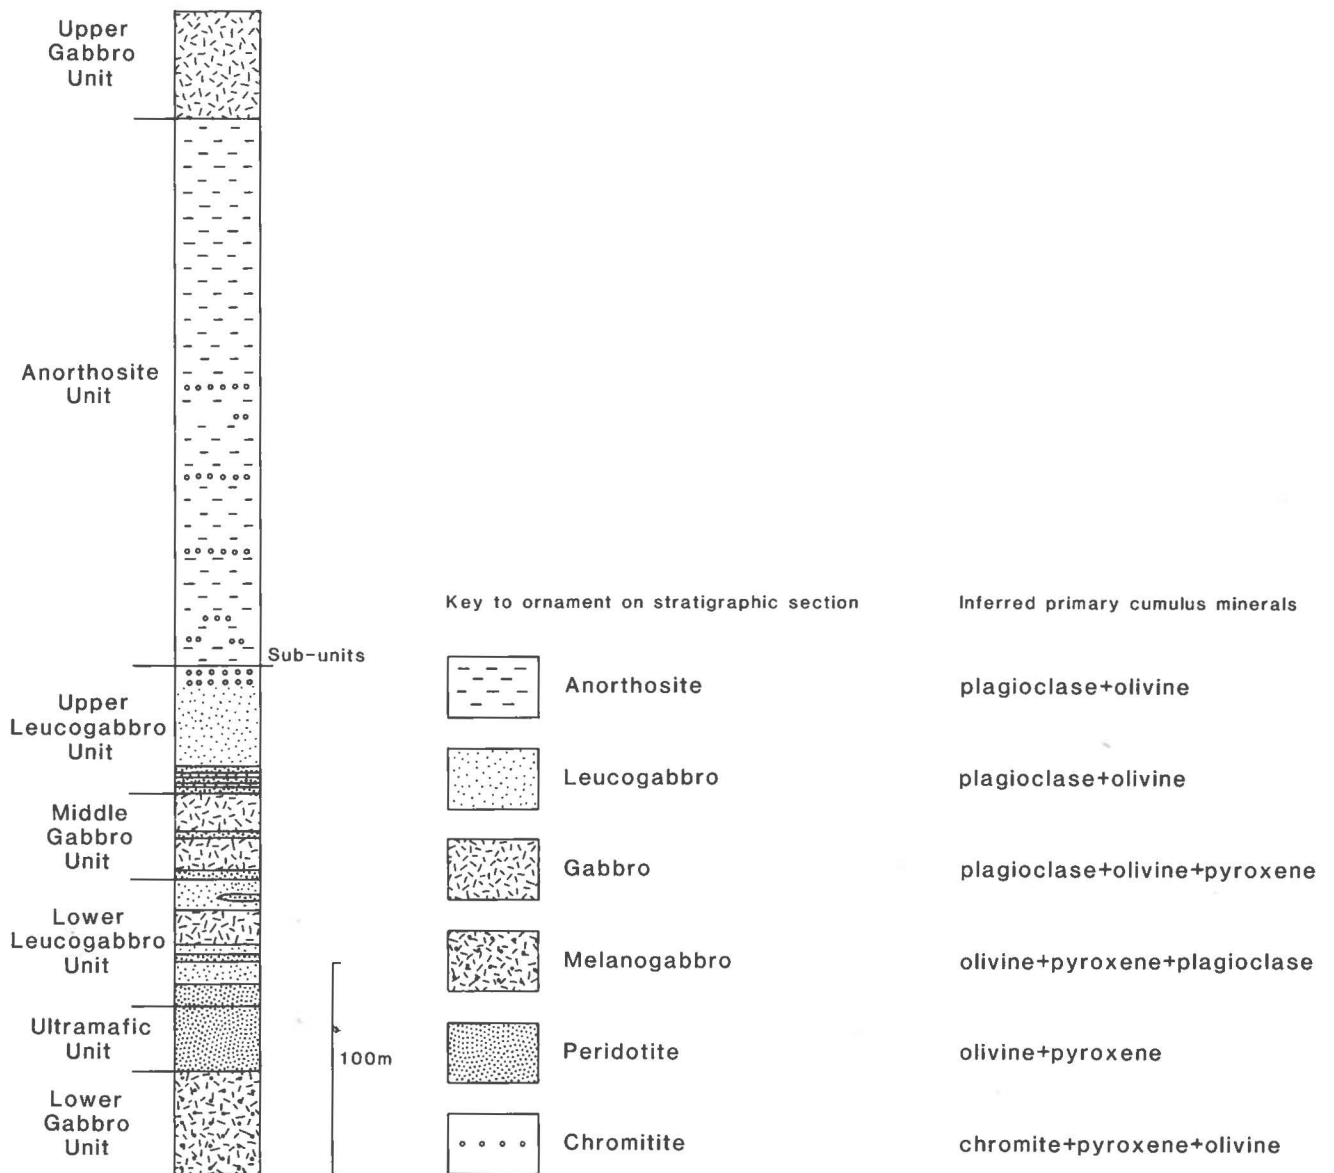 Upper
Gabbro
Unit
Anorthosite
Unit
Sub-units
Upper
Leucogabbro
Unit
Middle
Gabbro
Unit
Lower
Leucogabbro
Unit
Ultramafic
Unit
Lower
Gabbro
Unit
100m
Key to ornament on stratigraphic section
Inferred primary cumulus minerals
Anorthosite
plagioclase+olivine
Leucogabbro
plagioclase+olivine
Gabbro
plagioclase+olivine+pyroxene
Melanogabbro
olivine+pyroxene+plagioclase
Peridotite
olivine+pyroxene
Chromitite
chromite+pyroxene+olivine